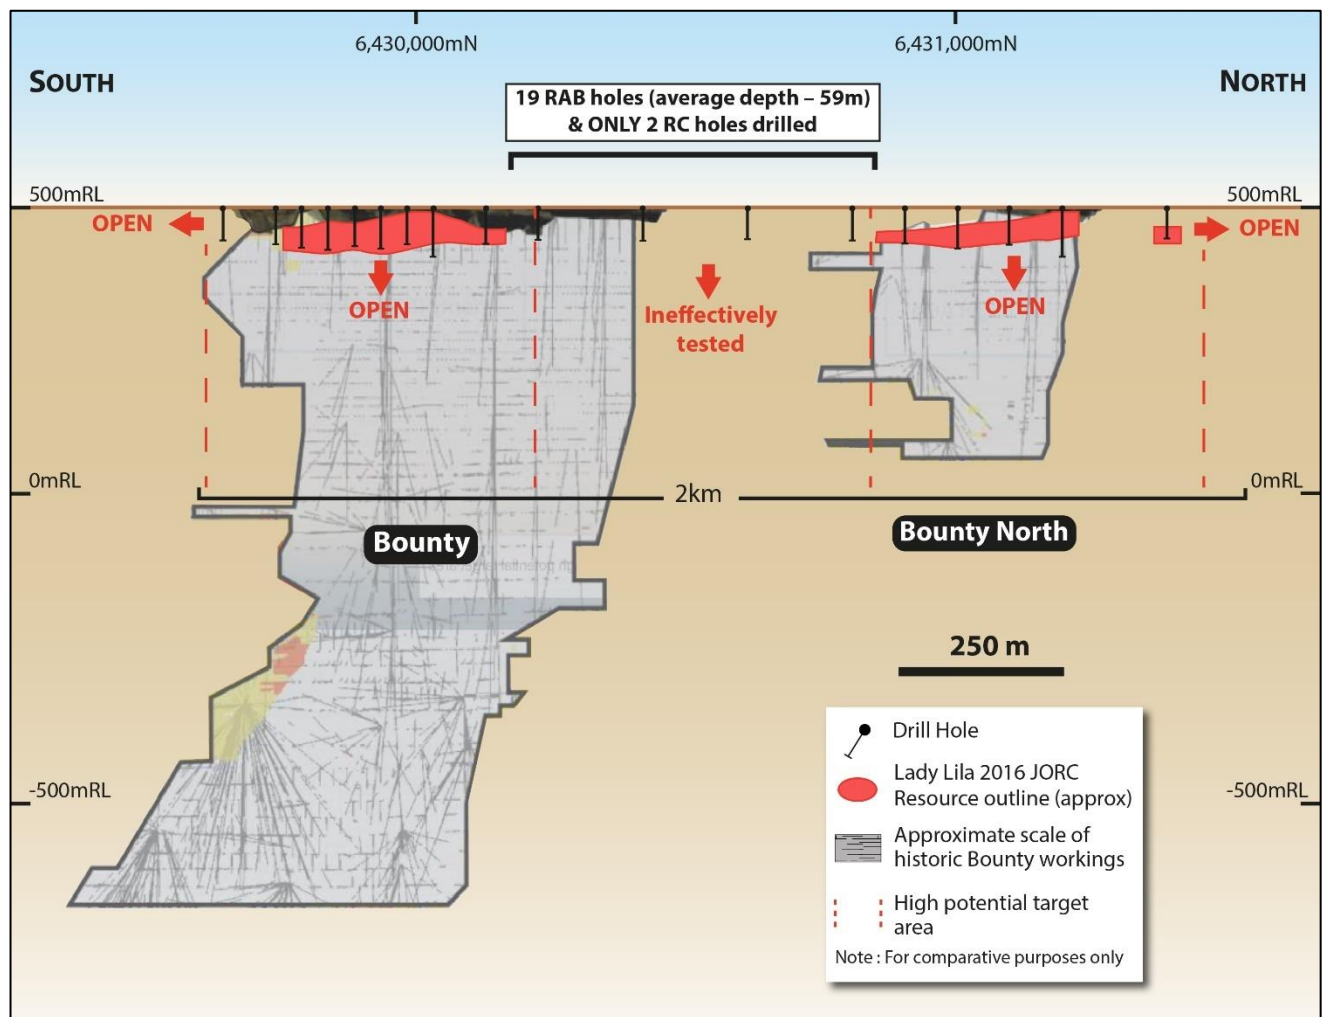 6,430,000mN
6,431,000mN
SOUTH
NORTH
19 RAB holes (average depth – 59m)
& ONLY 2 RC holes drilled
500mRL
500mRL
OPEN
OPEN
OPEN
Ineffectively
tested
OPEN
0mRL
0mRL
2km
Bounty
Bounty North
250 m
-500mRL
-500mRL
Drill Hole
Lady Lila 2016 JORC
Resource outline (approx)
Approximate scale of
historic Bounty workings
High potential target
area
Note : For comparative purposes only